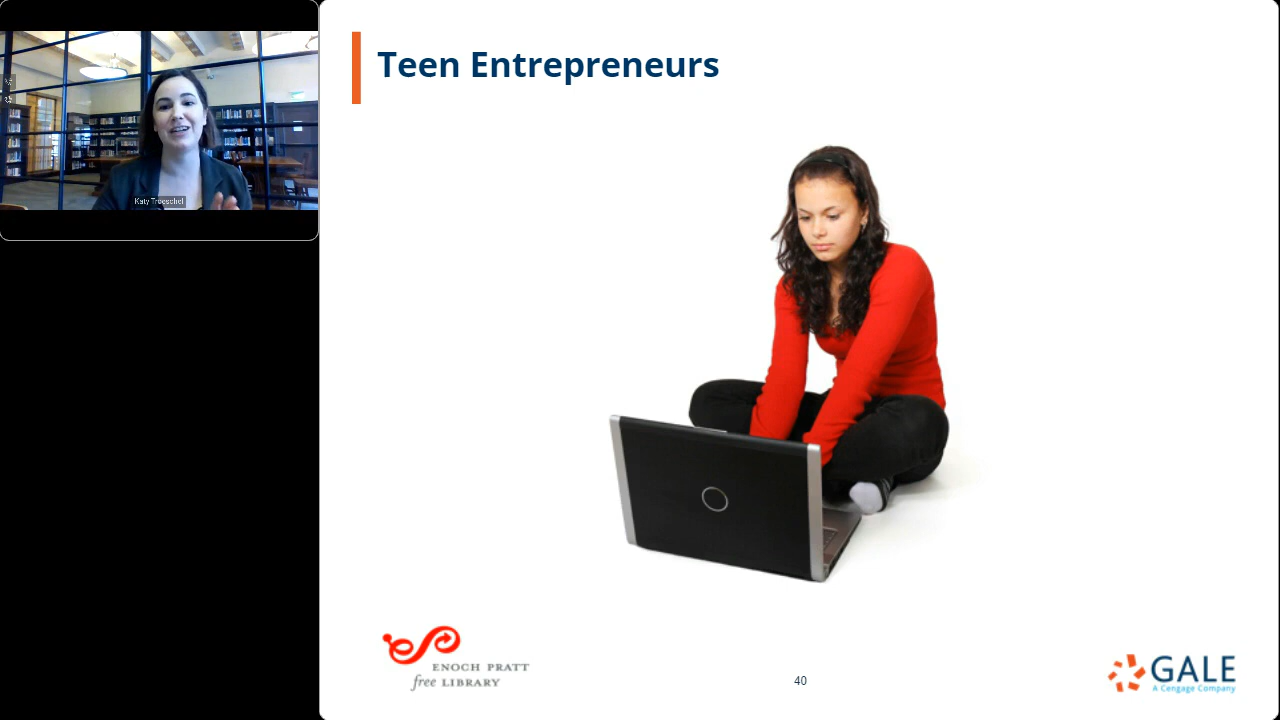 Teen Entrepreneurs
Katy Troeschel
ENOCH PRATT
free LIBRARY
40
GALE
A Cengage Company